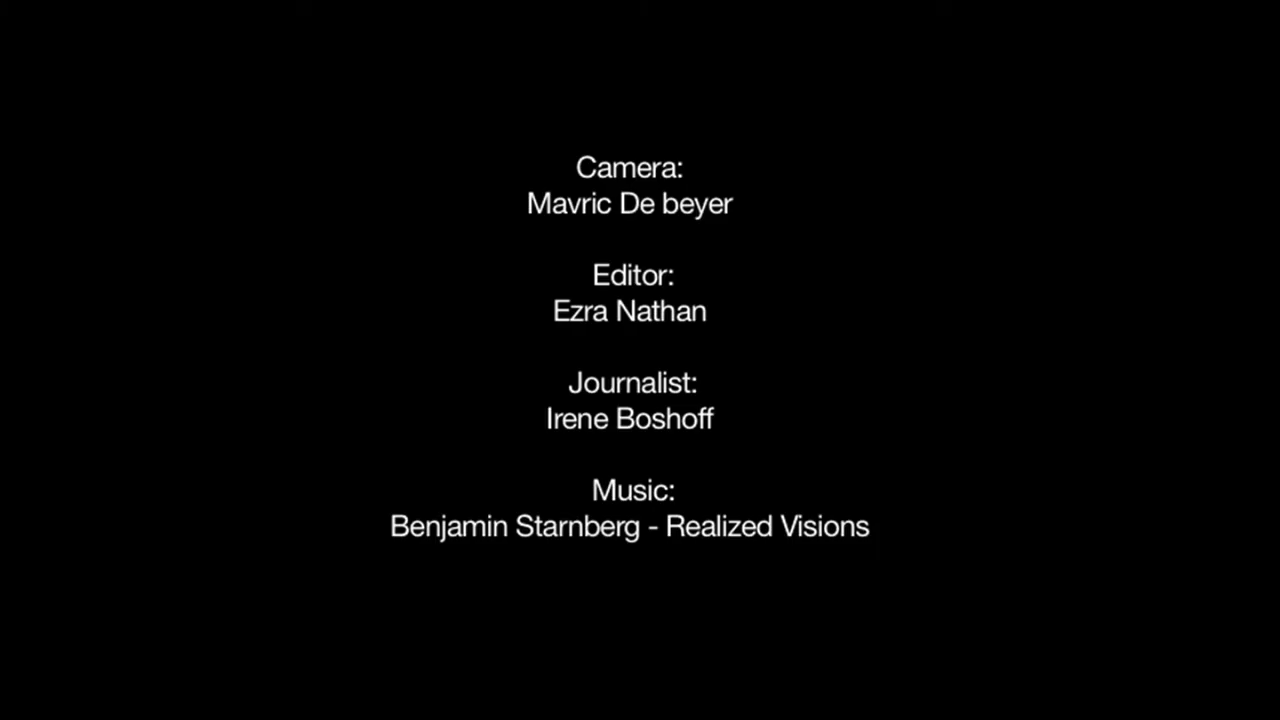 Camera:
Mavric De beyer
Editor:
Ezra Nathan
Journalist:
Irene Boshoff
Music:
Benjamin Starnberg - Realized Visions